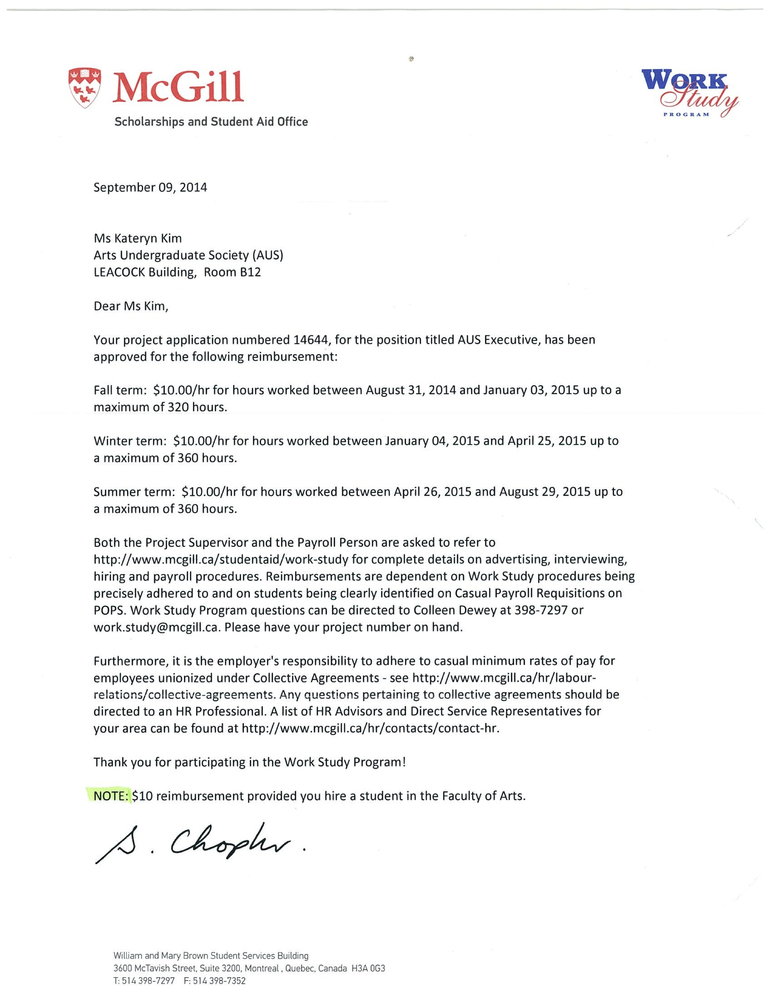 McGill
Scholarships and Student Aid Office
WORK
Study
PROGRAM
September 09, 2014
Ms Kateryn Kim
Arts Undergraduate Society (AUS)
LEACOCK Building, Room B12
Dear Ms Kim,
Your project application numbered 14644, for the position titled AUS Executive, has been
approved for the following reimbursement:
Fall term: $10.00/hr for hours worked between August 31, 2014 and January 03, 2015 up to a
maximum of 320 hours.
Winter term: $10.00/hr for hours worked between January 04, 2015 and April 25, 2015 up to
a maximum of 360 hours.
Summer term: $10.00/hr for hours worked between April 26, 2015 and August 29, 2015 up to
a maximum of 360 hours.
Both the Project Supervisor and the Payroll Person are asked to refer to
http://www.mcgill.ca/studentaid/work-study for complete details on advertising, interviewing,
hiring and payroll procedures. Reimbursements are dependent on Work Study procedures being
precisely adhered to and on students being clearly identified on Casual Payroll Requisitions on
POPS. Work Study Program questions can be directed to Colleen Dewey at 398-7297 or
work.study@mcgill.ca. Please have your project number on hand.
Furthermore, it is the employer's responsibility to adhere to casual minimum rates of pay for
employees unionized under Collective Agreements - see http://www.mcgill.ca/hr/labour-
relations/collective-agreements. Any questions pertaining to collective agreements should be
directed to an HR Professional. A list of HR Advisors and Direct Service Representatives for
your area can be found at http://www.mcgill.ca/hr/contacts/contact-hr.
Thank you for participating in the Work Study Program!
NOTE: $10 reimbursement provided you hire a student in the Faculty of Arts.
S.
William and Mary Brown Student Services Building
3600 McTavish Street, Suite 3200, Montreal , Quebec, Canada H3A 0G3
T: 514 398-7297 F: 514 398-7352